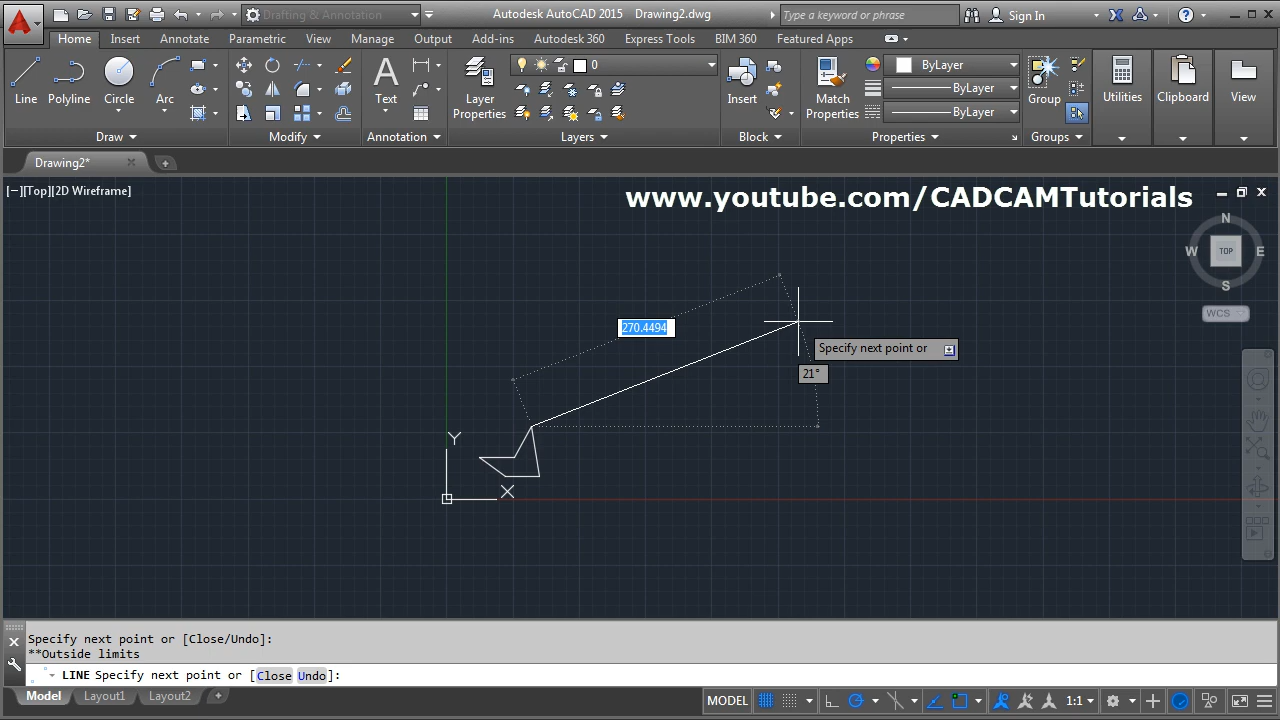 Drafting & Annotation
Autodesk AutoCAD 2015 Drawing2.dwg
Type a keyword or phrase
Sign In
Home Insert Annotate Parametric View Manage Output Add-ins Autodesk 360 Express Tools BIM 360 Featured Apps
Line Polyline Circle Arc
Text
Layer Properties
0
Insert
Match Properties
ByLayer
ByLayer
ByLayer
Group
Utilities
Clipboard
View
Draw Modify Annotation Layers Block Properties Groups
Drawing2*
[−][Top][2D Wireframe]
www.youtube.com/CADCAMTutorials
N
W TOP E
S
WCS
270.4494
Specify next point or
21°
Y
X
Specify next point or [Close/Undo]:
**Outside limits
LINE Specify next point or [Close Undo]:
Model Layout1 Layout2
MODEL
1:1